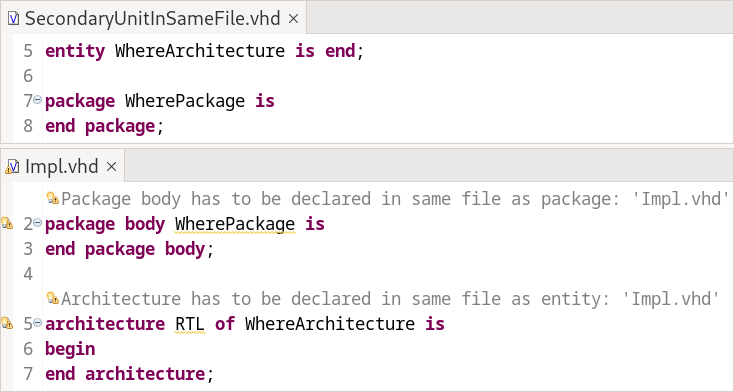 SecondaryUnitInSameFile.vhd ×
5 entity WhereArchitecture is end;
6
7 package WherePackage is
8 end package;
Impl.vhd ×
Package body has to be declared in same file as package: 'Impl.vhd'
2 package body WherePackage is
3 end package body;
4
Architecture has to be declared in same file as entity: 'Impl.vhd'
5 architecture RTL of WhereArchitecture is
6 begin
7 end architecture;